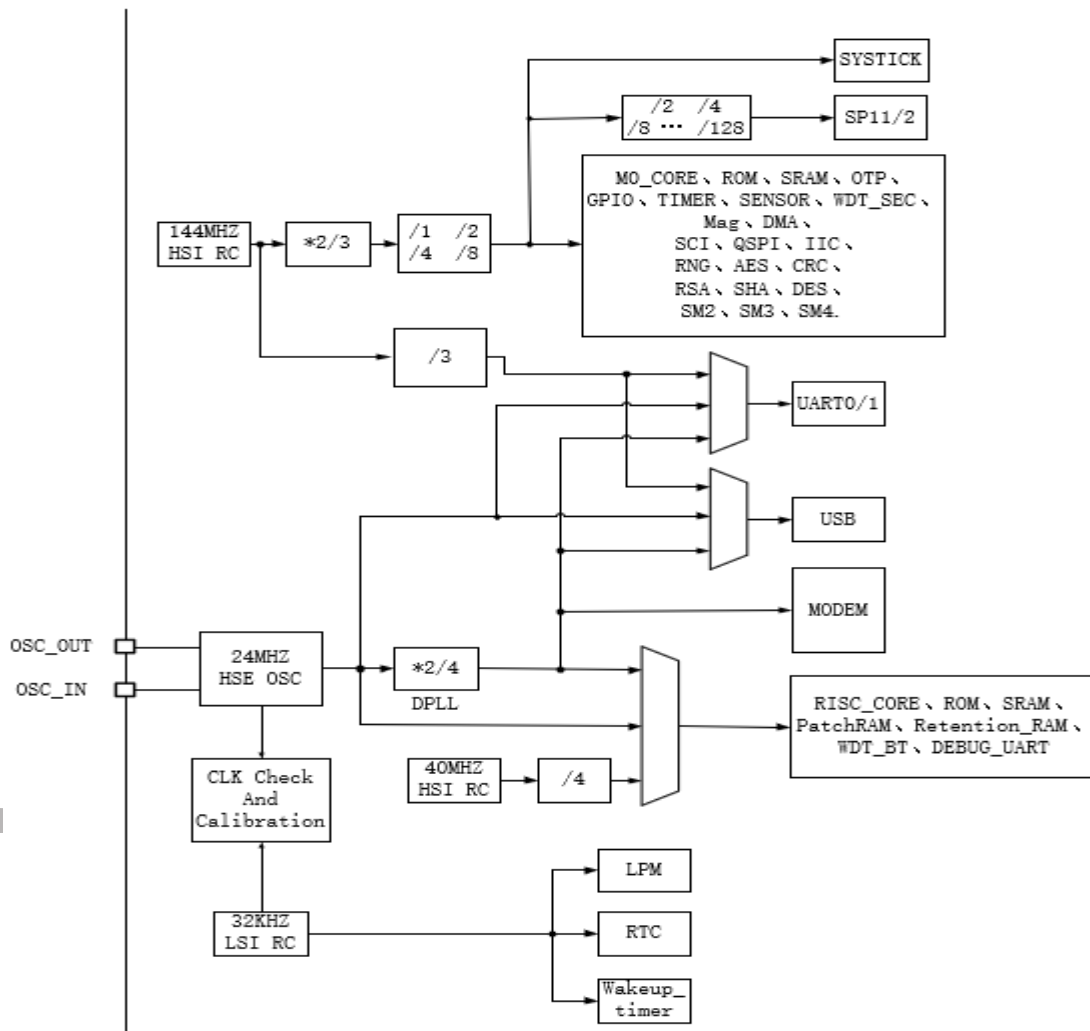 SYSTICK
/2 /4
/8 ··· /128
SP11/2
M0_CORE、ROM、SRAM、OTP、
GPIO、TIMER、SENSOR、WDT_SEC、
Mag、DMA、
SCI、QSPI、IIC、
RNG、AES、CRC、
RSA、SHA、DES、
SM2、SM3、SM4.
144MHZ
HSI RC
*2/3
/1 /2
/4 /8
/3
UART0/1
USB
MODEM
OSC_OUT
OSC_IN
24MHZ
HSE OSC
*2/4
DPLL
RISC_CORE、ROM、SRAM、
PatchRAM、Retention_RAM、
WDT_BT、DEBUG_UART
40MHZ
HSI RC
/4
CLK Check
And
Calibration
LPM
32KHZ
LSI RC
RTC
Wakeup_
timer